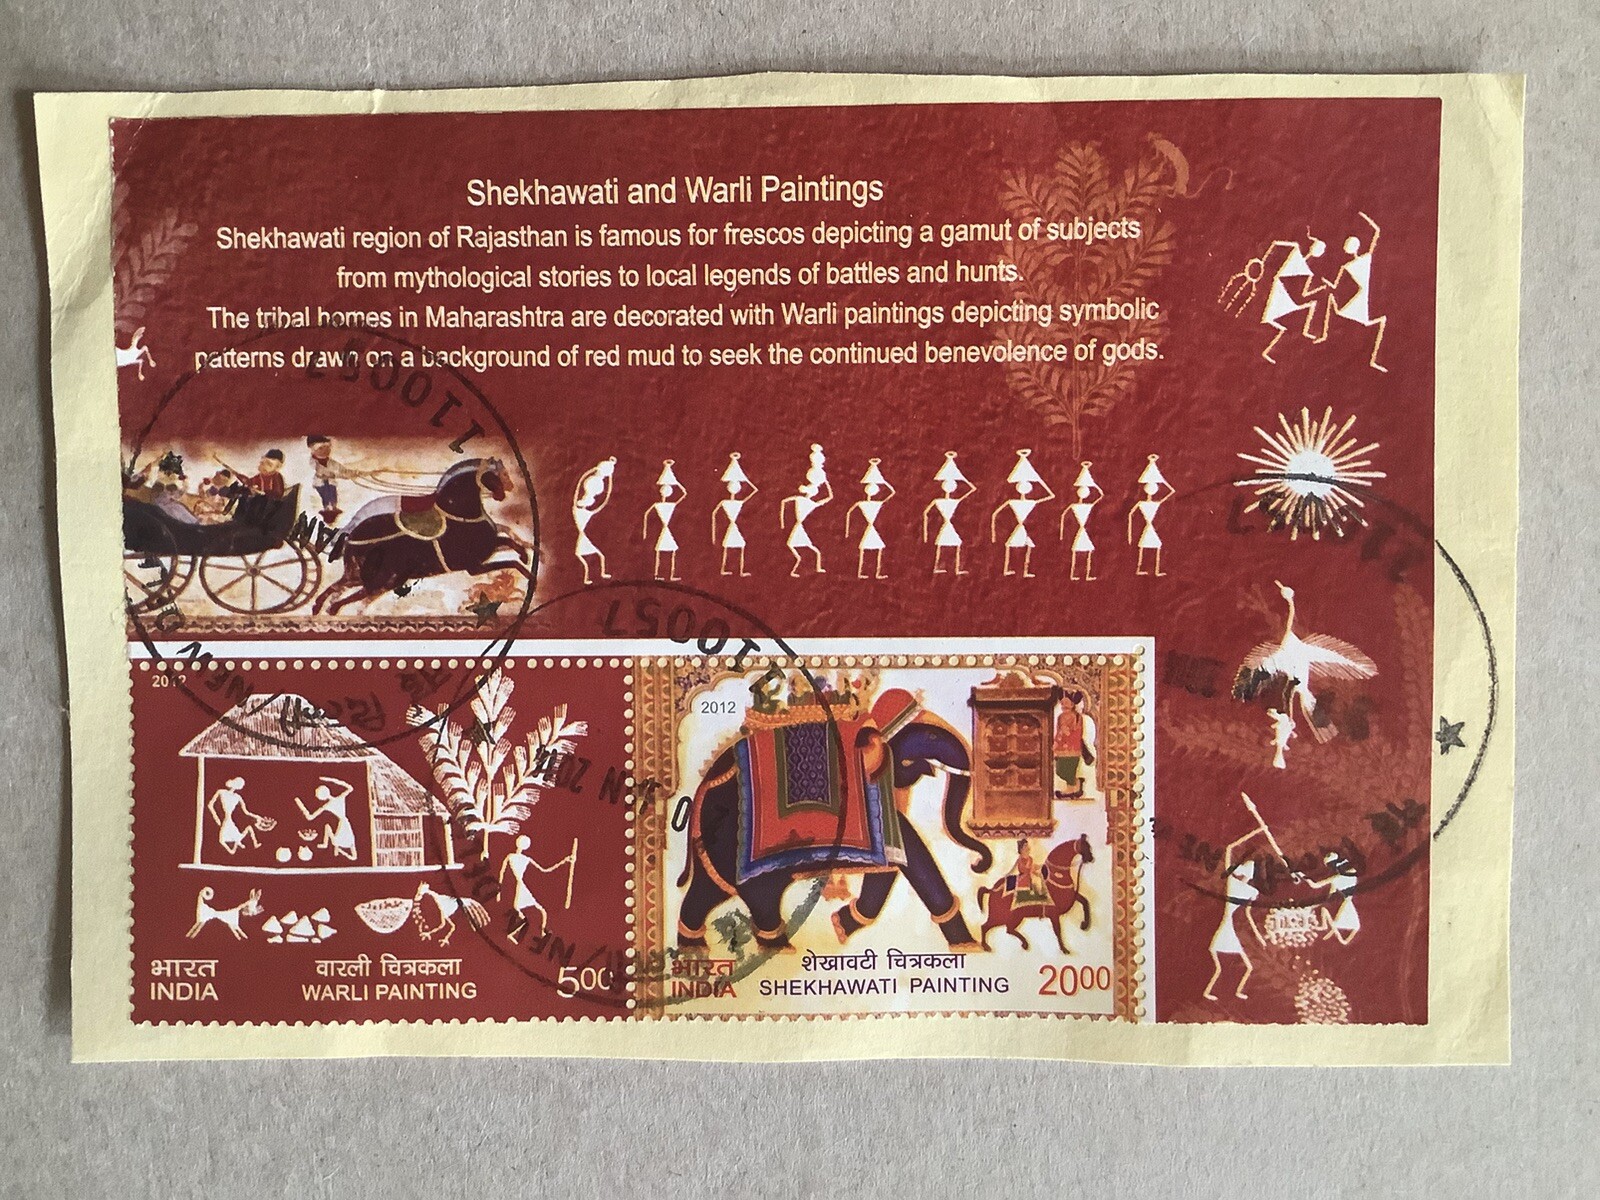 Shekhawati and Warli Paintings
Shekhawati region of Rajasthan is famous for frescos depicting a gamut of subjects
from mythological stories to local legends of battles and hunts.
The tribal homes in Maharashtra are decorated with Warli paintings depicting symbolic
patterns drawn on a background of red mud to seek the continued benevolence of gods.
110057
110057
2012
JAN
2012
भारत
INDIA
वारली चित्रकला
WARLI PAINTING
500
भारत
INDIA
शेखावटी चित्रकला
SHEKHAWATI PAINTING
2000